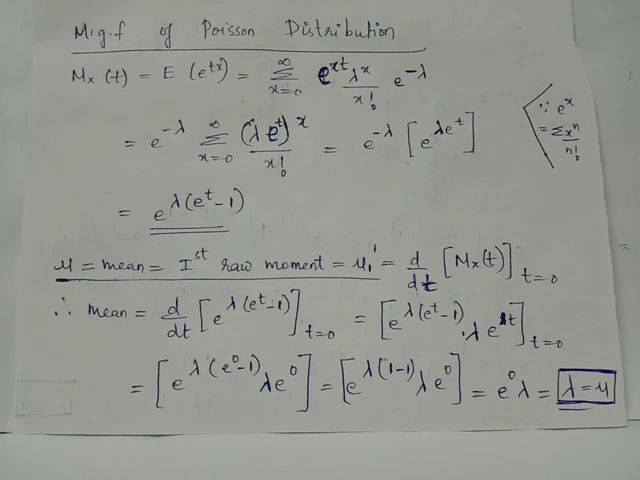 M.g.f of Poisson Distribution
Mx(t) = E (e^{tx}) = Σ_{x=0}^{∞} e^{xt} λ^x/x! e^{-λ}
∵ e^x
= Σ x^n/n!
= e^{-λ} Σ_{x=0}^{∞} (λe^t)^x/x! = e^{-λ} [e^{λe^t}]
= e^{λ(e^t-1)}
μ = mean = I^{st} raw moment = μ₁' = d/dt [Mx(t)]_{t=0}
∴ mean = d/dt [e^{λ(e^t-1)}]_{t=0} = [e^{λ(e^t-1)} . λ e^t]_{t=0}
= [e^{λ(e^0-1)} λe^0] = [e^{λ(1-1)} λe^0] = e^0 λ = λ = μ